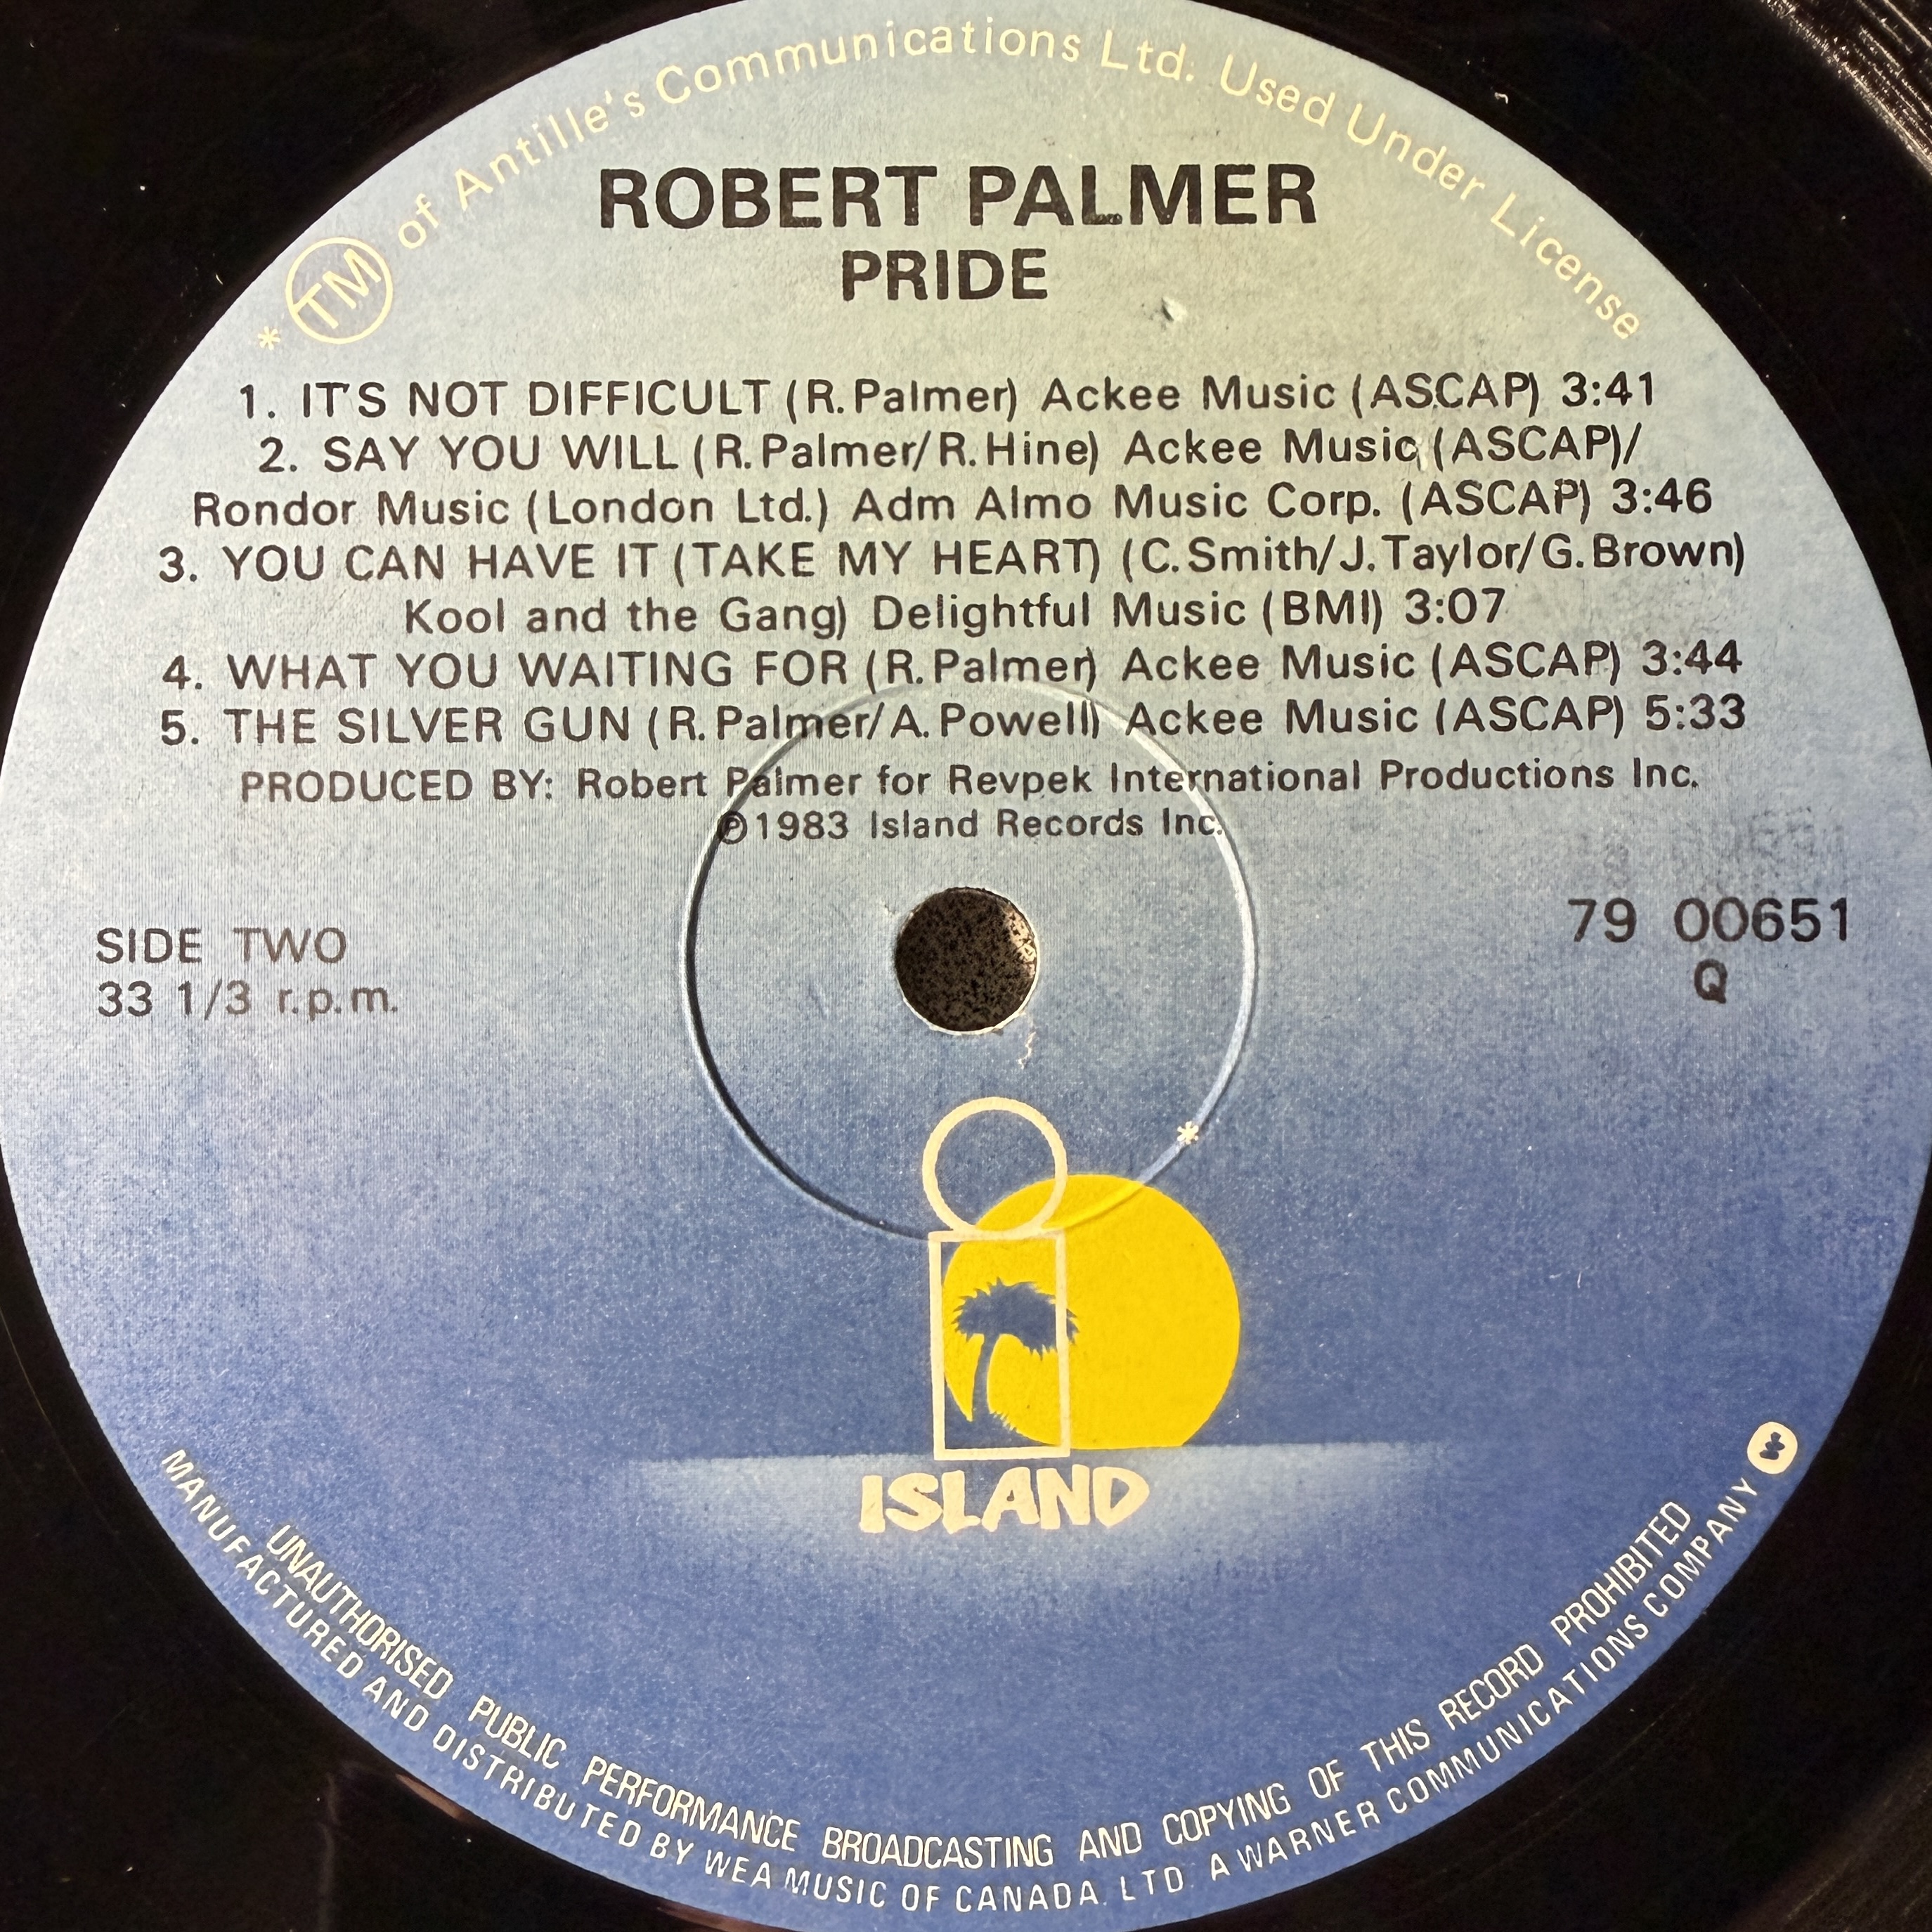 * TM of Antille's Communications Ltd. Used Under License
ROBERT PALMER
PRIDE
1. IT'S NOT DIFFICULT (R. Palmer) Ackee Music (ASCAP) 3:41
2. SAY YOU WILL (R. Palmer/R. Hine) Ackee Music (ASCAP)/
Rondor Music (London Ltd.) Adm Almo Music Corp. (ASCAP) 3:46
3. YOU CAN HAVE IT (TAKE MY HEART) (C. Smith/J. Taylor/G. Brown)
Kool and the Gang) Delightful Music (BMI) 3:07
4. WHAT YOU WAITING FOR (R. Palmer) Ackee Music (ASCAP) 3:44
5. THE SILVER GUN (R. Palmer/A. Powell) Ackee Music (ASCAP) 5:33
PRODUCED BY: Robert Palmer for Revpek International Productions Inc.
℗1983 Island Records Inc.
SIDE TWO
33 1/3 r.p.m.
79 00651
Q
*
ISLAND
UNAUTHORISED PUBLIC PERFORMANCE BROADCASTING AND COPYING OF THIS RECORD PROHIBITED
MANUFACTURED AND DISTRIBUTED BY WEA MUSIC OF CANADA. LTD. A WARNER COMMUNICATIONS COMPANY